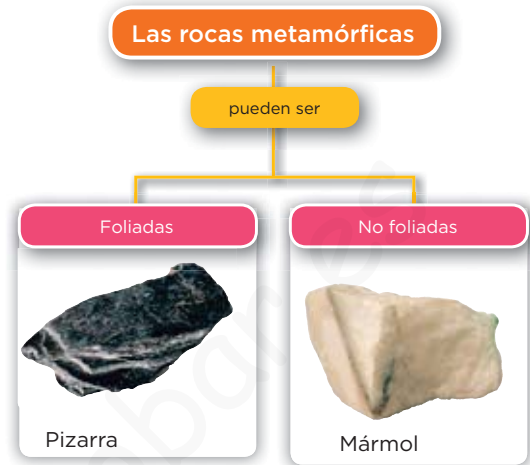 Las rocas metamórficas
pueden ser
Foliadas
No foliadas
Pizarra
Mármol